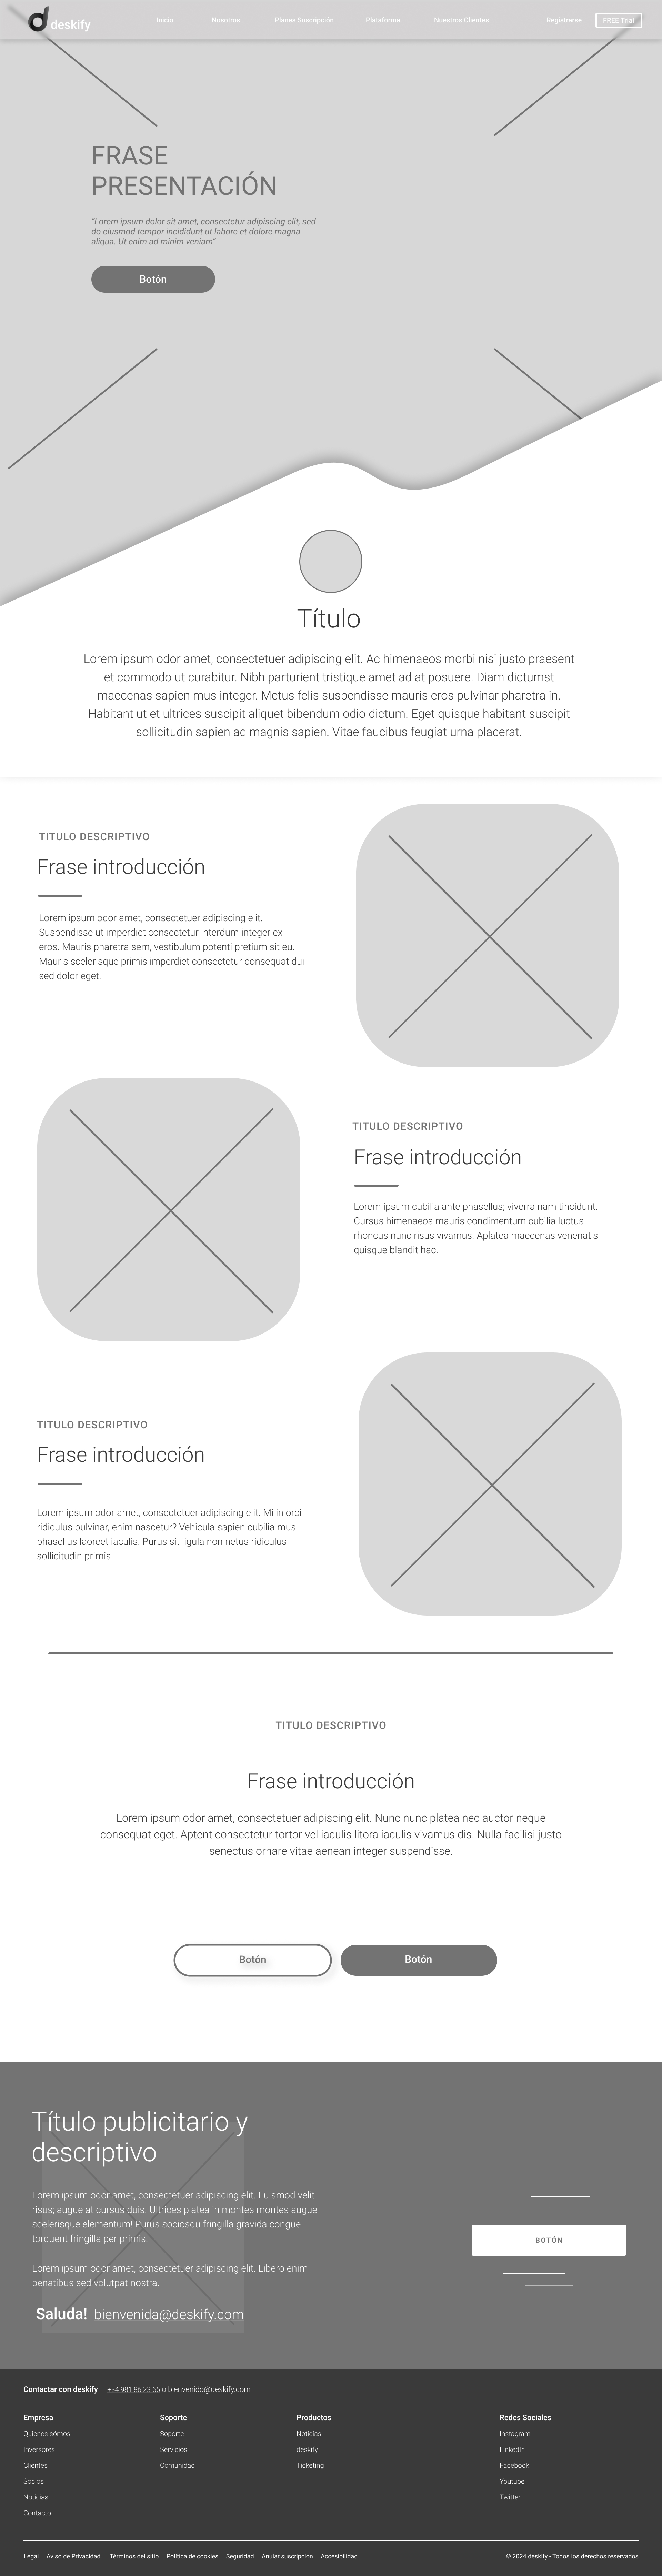 deskify
Inicio Nosotros Planes Suscripción Plataforma Nuestros Clientes Registrarse FREE Trial
FRASE
PRESENTACIÓN
"Lorem ipsum dolor sit amet, consectetur adipiscing elit, sed
do eiusmod tempor incididunt ut labore et dolore magna
aliqua. Ut enim ad minim veniam"
Botón
Título
Lorem ipsum odor amet, consectetuer adipiscing elit. Ac himenaeos morbi nisi justo praesent
et commodo ut curabitur. Nibh parturient tristique amet ad at posuere. Diam dictumst
maecenas sapien mus integer. Metus felis suspendisse mauris eros pulvinar pharetra in.
Habitant ut et ultrices suscipit aliquet bibendum odio dictum. Eget quisque habitant suscipit
sollicitudin sapien ad magnis sapien. Vitae faucibus feugiat urna placerat.
TITULO DESCRIPTIVO
Frase introducción
Lorem ipsum odor amet, consectetuer adipiscing elit.
Suspendisse ut imperdiet consectetur interdum integer ex
eros. Mauris pharetra sem, vestibulum potenti pretium sit eu.
Mauris scelerisque primis imperdiet consectetur consequat dui
sed dolor eget.
TITULO DESCRIPTIVO
Frase introducción
Lorem ipsum cubilia ante phasellus; viverra nam tincidunt.
Cursus himenaeos mauris condimentum cubilia luctus
rhoncus nunc risus vivamus. Aplatea maecenas venenatis
quisque blandit hac.
TITULO DESCRIPTIVO
Frase introducción
Lorem ipsum odor amet, consectetuer adipiscing elit. Mi in orci
ridiculus pulvinar, enim nascetur? Vehicula sapien cubilia mus
phasellus laoreet iaculis. Purus sit ligula non netus ridiculus
sollicitudin primis.
TITULO DESCRIPTIVO
Frase introducción
Lorem ipsum odor amet, consectetuer adipiscing elit. Nunc nunc platea nec auctor neque
consequat eget. Aptent consectetur tortor vel iaculis litora iaculis vivamus dis. Nulla facilisi justo
senectus ornare vitae aenean integer suspendisse.
Botón Botón
Título publicitario y
descriptivo
Lorem ipsum odor amet, consectetuer adipiscing elit. Euismod velit
risus; augue at cursus duis. Ultrices platea in montes montes augue
scelerisque elementum! Purus sociosqu fringilla gravida congue
torquent fringilla per primis.
Lorem ipsum odor amet, consectetuer adipiscing elit. Libero enim
penatibus sed volutpat nostra.
Saluda! bienvenida@deskify.com
BOTÓN
Contactar con deskify +34 981 86 23 65 o bienvenido@deskify.com
Empresa Soporte Productos Redes Sociales
Quienes sómos Soporte Noticias Instagram
Inversores Servicios deskify LinkedIn
Clientes Comunidad Ticketing Facebook
Socios Youtube
Noticias Twitter
Contacto
Legal Aviso de Privacidad Términos del sitio Política de cookies Seguridad Anular suscripción Accesibilidad © 2024 deskify - Todos los derechos reservados